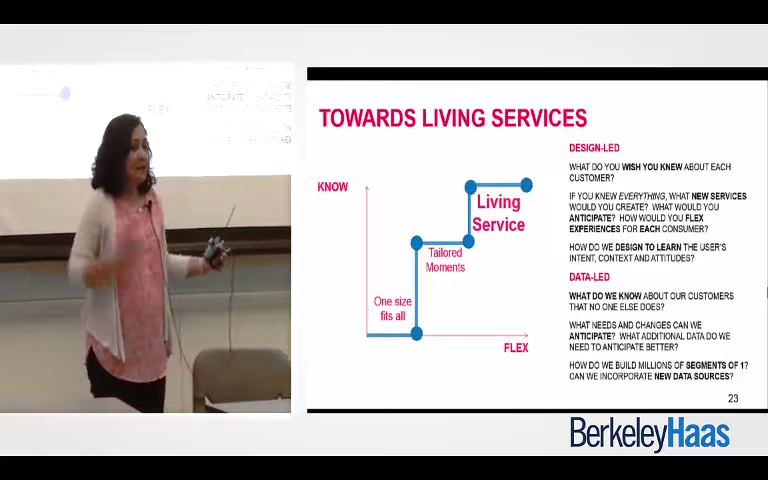 TOWARDS LIVING SERVICES
KNOW
Living
Service
Tailored
Moments
One size
fits all
FLEX
DESIGN-LED
WHAT DO YOU WISH YOU KNEW ABOUT EACH
CUSTOMER?
IF YOU KNEW EVERYTHING, WHAT NEW SERVICES
WOULD YOU CREATE? WHAT WOULD YOU
ANTICIPATE? HOW WOULD YOU FLEX
EXPERIENCES FOR EACH CONSUMER?
HOW DO WE DESIGN TO LEARN THE USER'S
INTENT, CONTEXT AND ATTITUDES?
DATA-LED
WHAT DO WE KNOW ABOUT OUR CUSTOMERS
THAT NO ONE ELSE DOES?
WHAT NEEDS AND CHANGES CAN WE
ANTICIPATE? WHAT ADDITIONAL DATA DO WE
NEED TO ANTICIPATE BETTER?
HOW DO WE BUILD MILLIONS OF SEGMENTS OF 1?
CAN WE INCORPORATE NEW DATA SOURCES?
23
BerkeleyHaas